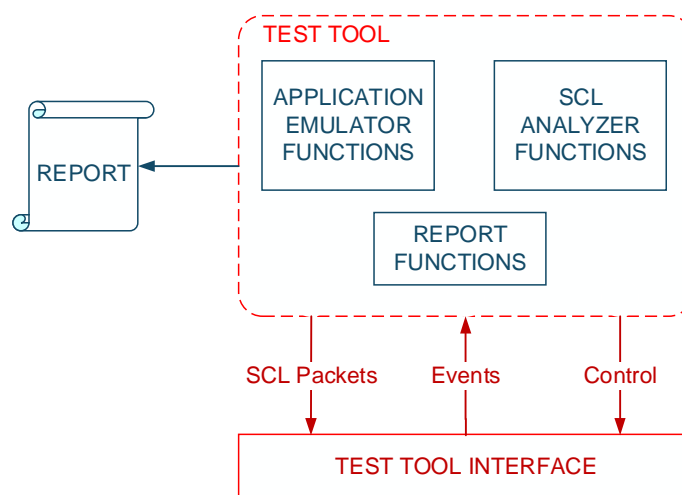 TEST TOOL
APPLICATION
EMULATOR
FUNCTIONS
SCL
ANALYZER
FUNCTIONS
REPORT
REPORT
FUNCTIONS
SCL Packets
Events
Control
TEST TOOL INTERFACE